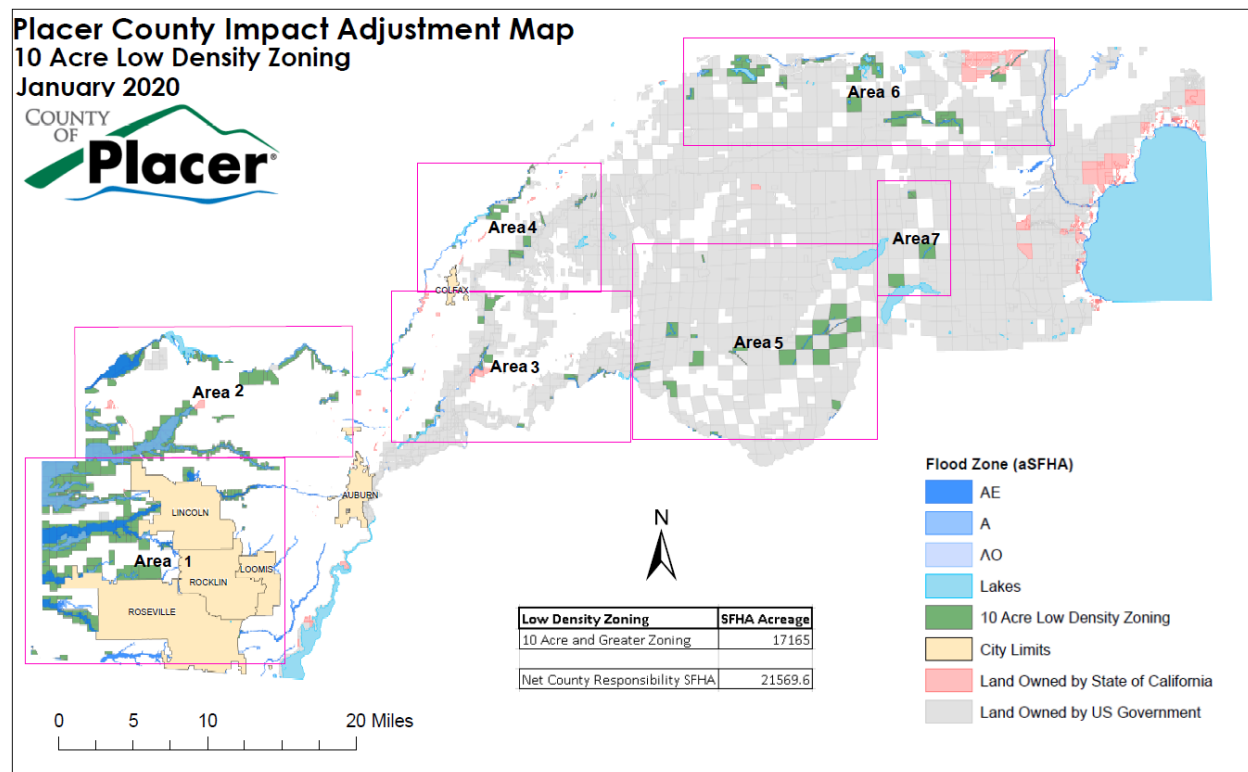 Placer County Impact Adjustment Map
10 Acre Low Density Zoning
January 2020
COUNTY
OF
Placer®
Area 6
Area 4
Area 7
COLFAX
Area 5
Area 3
Area 2
AUBURN
LINCOLN
Area 1
LOOMIS
ROCKLIN
ROSEVILLE
N
Low Density Zoning SFHA Acreage
10 Acre and Greater Zoning 17165
Net County Responsibility SFHA 21569.6
0 5 10 20 Miles
Flood Zone (aSFHA)
AE
A
AO
Lakes
10 Acre Low Density Zoning
City Limits
Land Owned by State of California
Land Owned by US Government